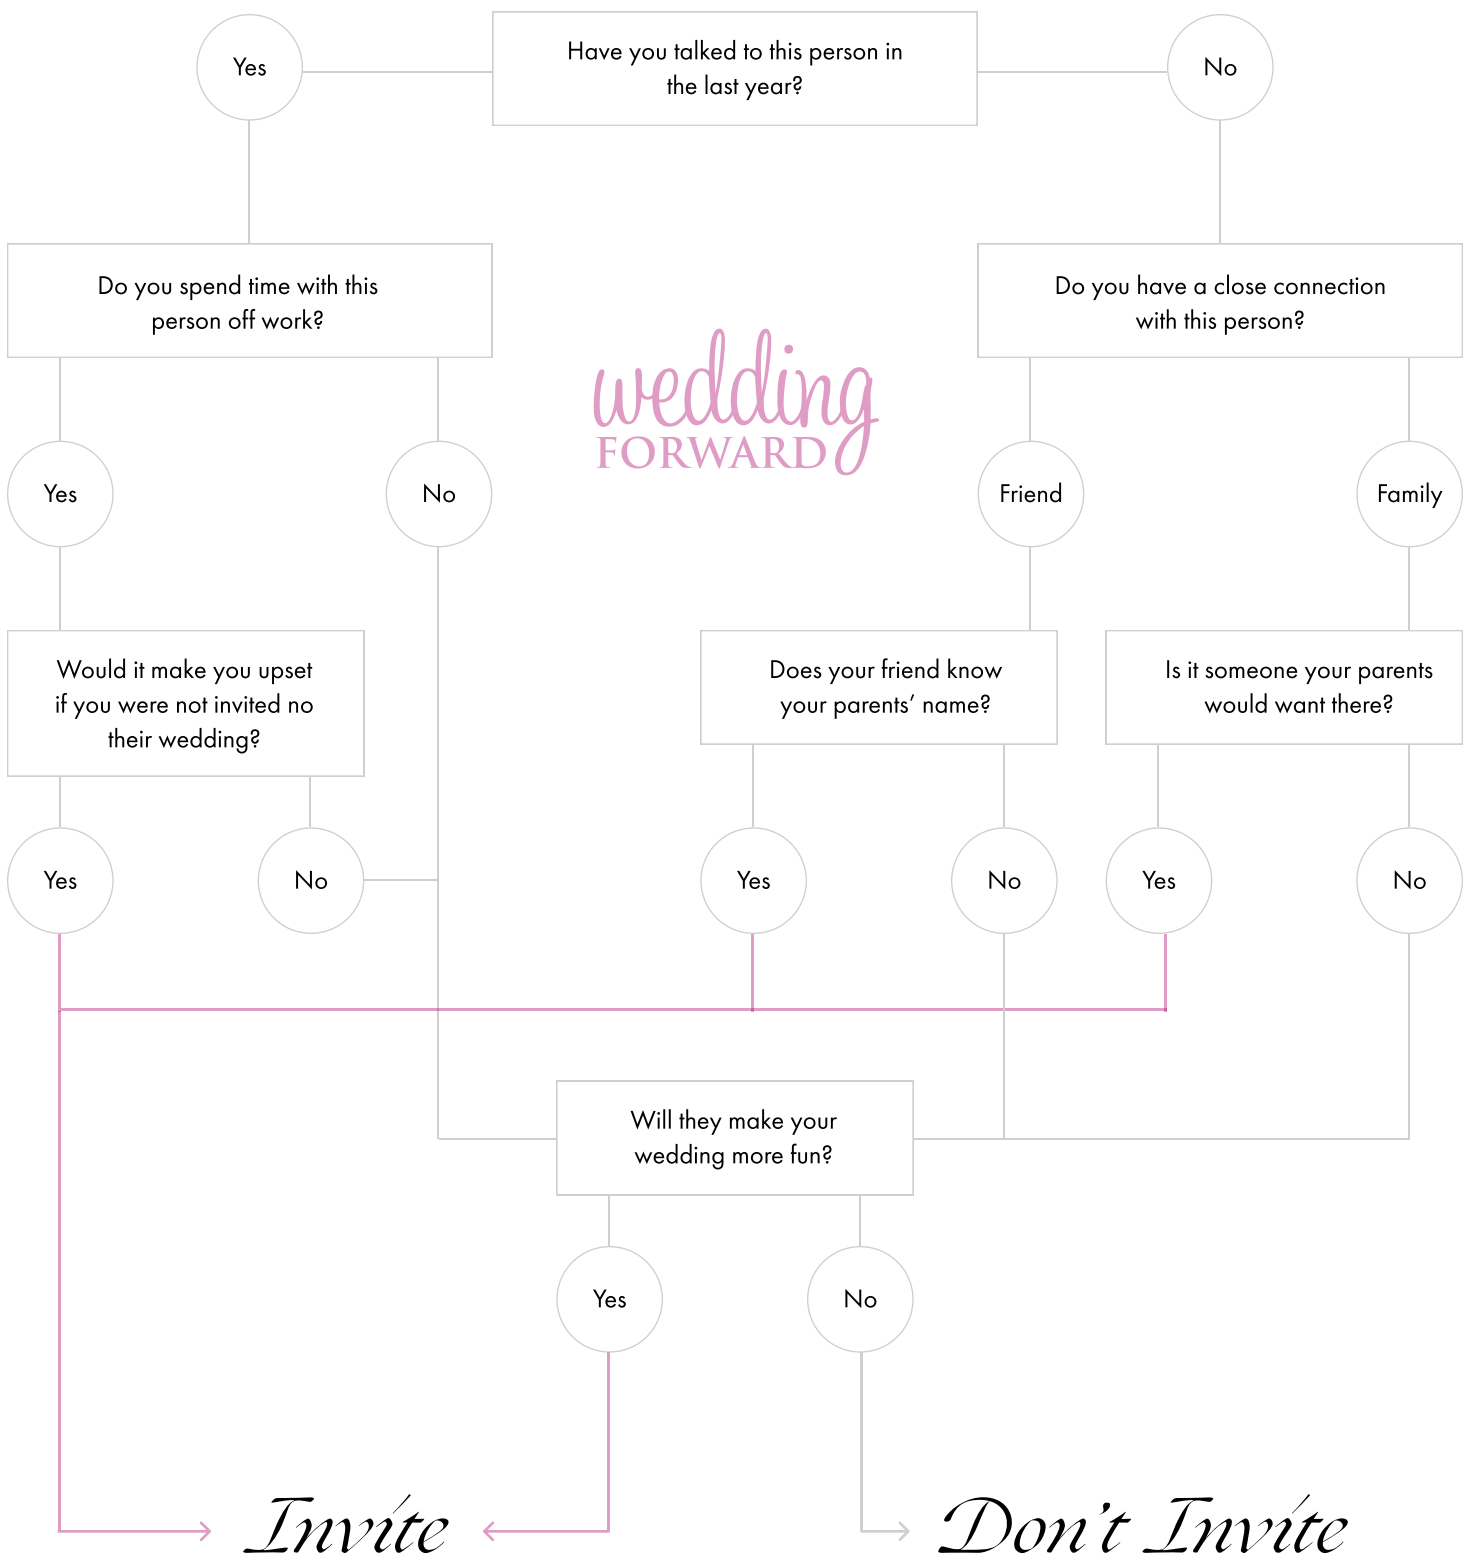 Yes
Have you talked to this person in
the last year?
No
Do you spend time with this
person off work?
Do you have a close connection
with this person?
wedding
FORWARD
Yes
No
Friend
Family
Would it make you upset
if you were not invited no
their wedding?
Does your friend know
your parents’ name?
Is it someone your parents
would want there?
Yes
No
Yes
No
Yes
No
Will they make your
wedding more fun?
Yes
No
Invite
Don't Invite